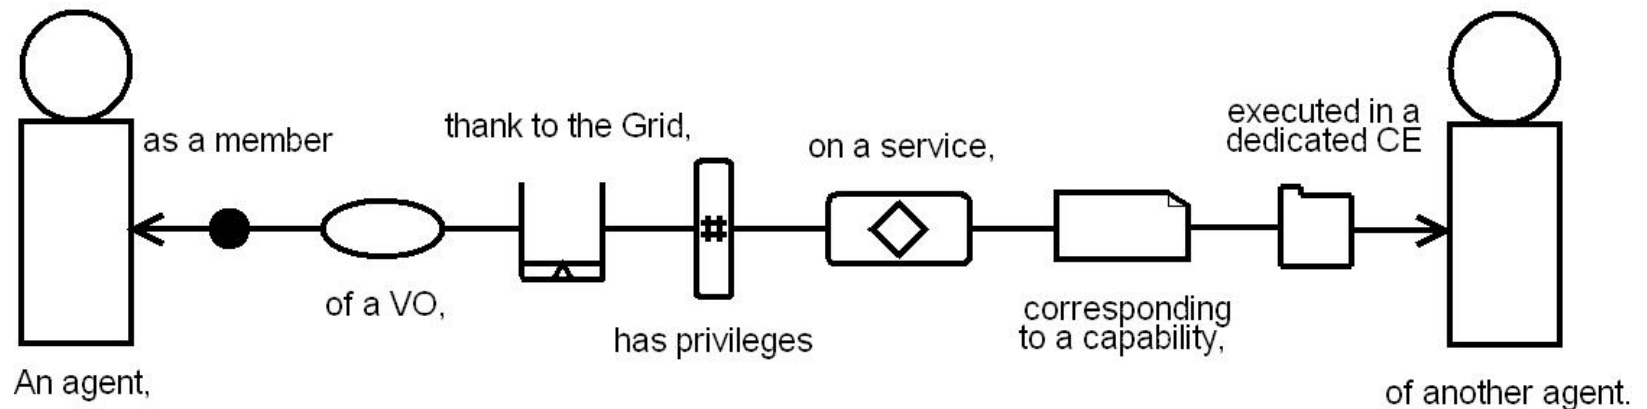 An agent,
as a member
of a VO,
thank to the Grid,
has privileges
#
on a service,
corresponding
to a capability,
executed in a
dedicated CE
of another agent.